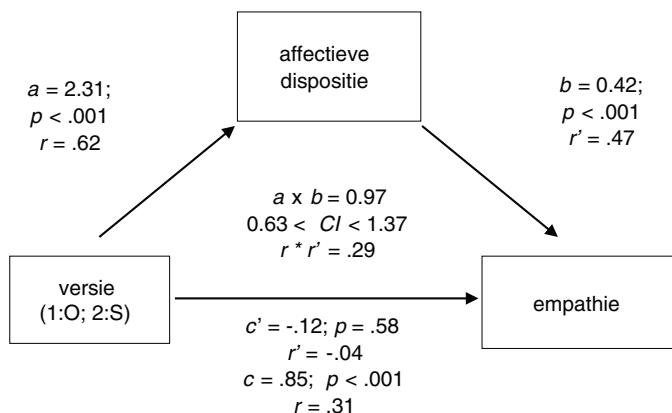 affectieve
dispositie
a = 2.31;
p < .001
r = .62
b = 0.42;
p < .001
r’ = .47
a x b = 0.97
0.63 < CI < 1.37
r * r’ = .29
versie
(1:O; 2:S)
empathie
c’ = -.12; p = .58
r’ = -.04
c = .85; p < .001
r = .31